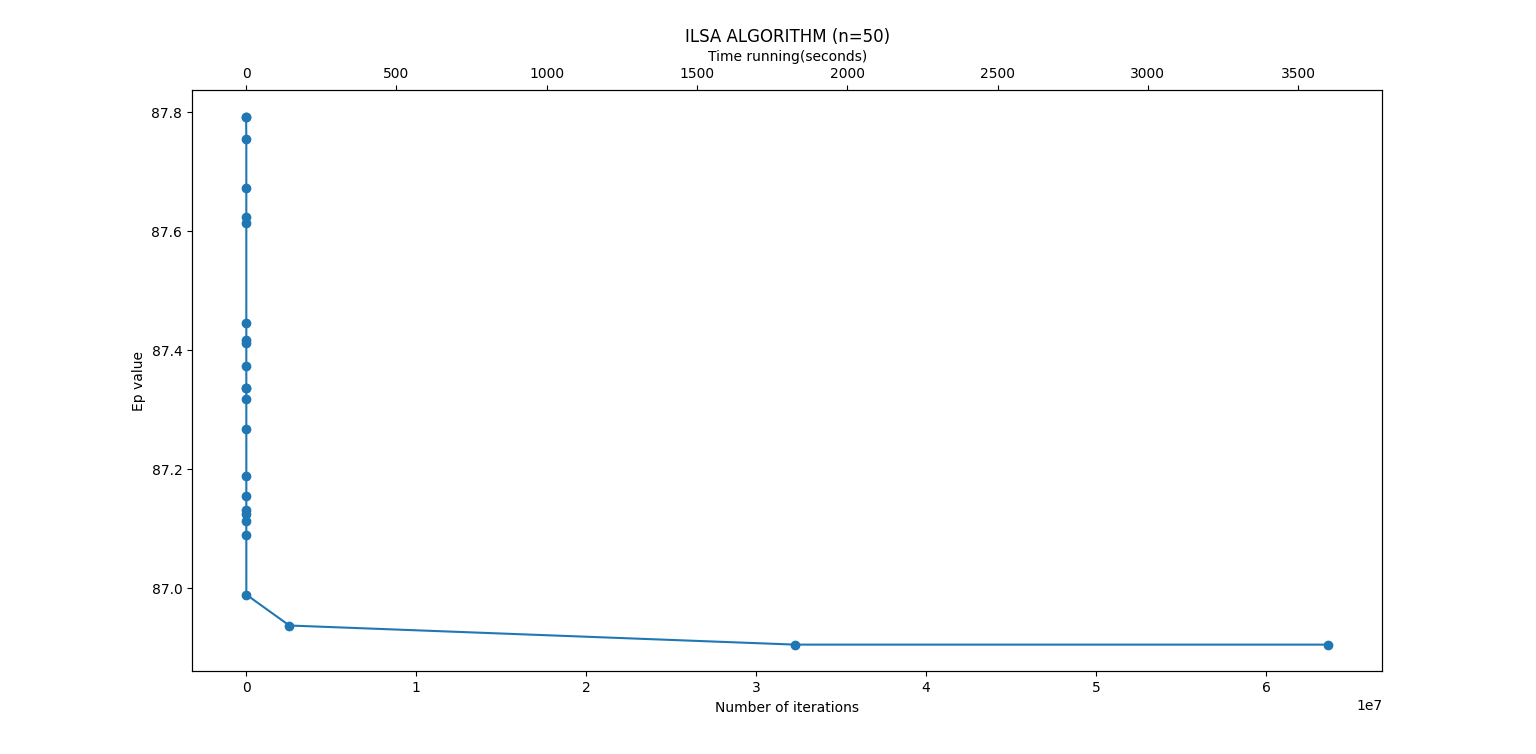 ILSA ALGORITHM (n=50)
Time running(seconds)
0 500 1000 1500 2000 2500 3000 3500
87.8
87.6
87.4
87.2
87.0
Ep value
0 1 2 3 4 5 6
1e7
Number of iterations